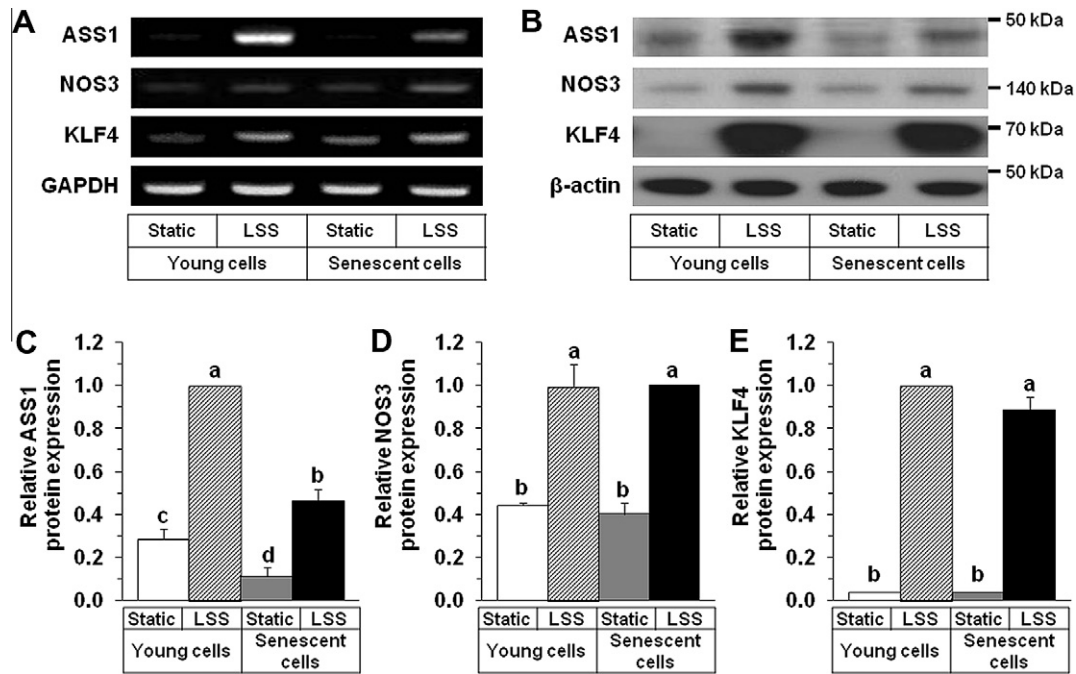 A
ASS1
NOS3
KLF4
GAPDH
Static LSS Static LSS
Young cells Senescent cells
B
ASS1
NOS3
KLF4
β-actin
50 kDa
140 kDa
70 kDa
50 kDa
Static LSS Static LSS
Young cells Senescent cells
C
Relative ASS1
protein expression
1.2
1.0
0.8
0.6
0.4
0.2
0.0
c a d b
Static LSS Static LSS
Young cells Senescent
cells
D
Relative NOS3
protein expression
1.2
1.0
0.8
0.6
0.4
0.2
0.0
b a b a
Static LSS Static LSS
Young cells Senescent
cells
E
Relative KLF4
protein expression
1.2
1.0
0.8
0.6
0.4
0.2
0.0
b a b a
Static LSS Static LSS
Young cells Senescent
cells